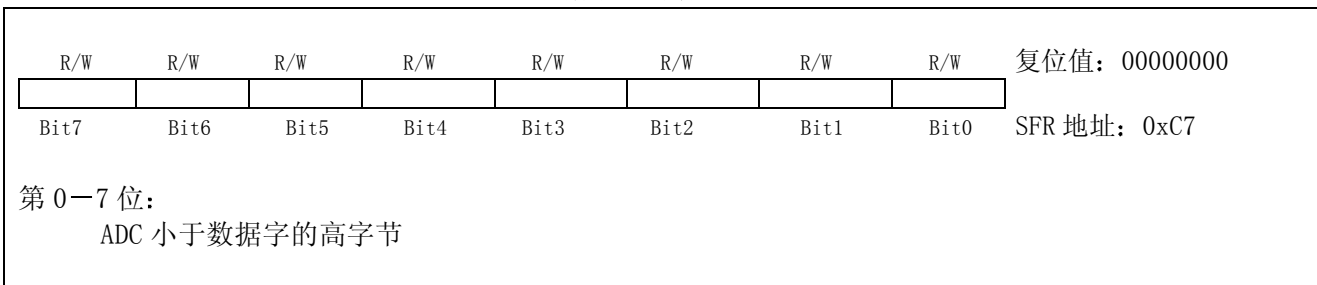 R/W R/W R/W R/W R/W R/W R/W R/W 复位值：00000000
Bit7 Bit6 Bit5 Bit4 Bit3 Bit2 Bit1 Bit0 SFR 地址：0xC7
第 0－7 位：
ADC 小于数据字的高字节